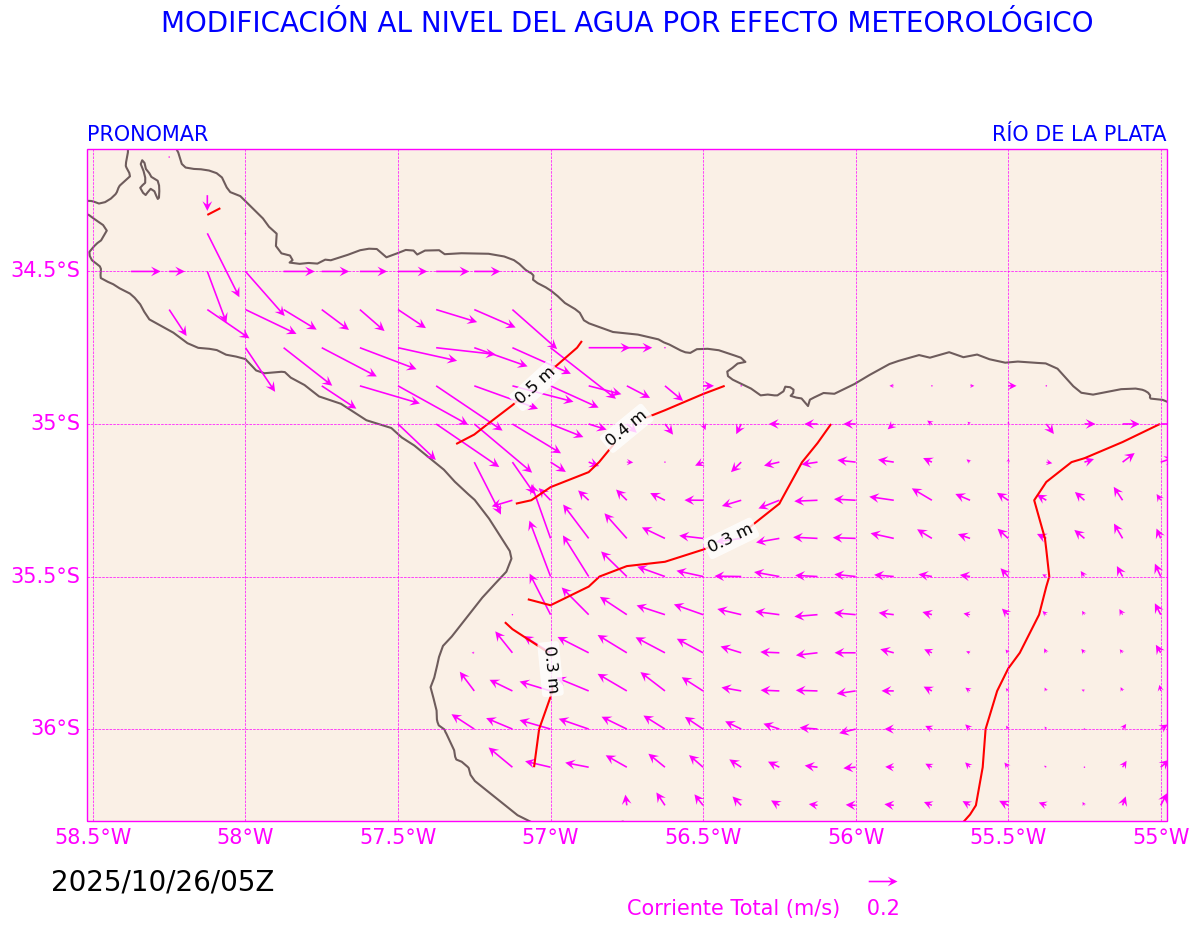 MODIFICACIÓN AL NIVEL DEL AGUA POR EFECTO METEOROLÓGICO
PRONOMAR RÍO DE LA PLATA
34.5°S
0.5 m
0.4 m
35°S
0.3 m
35.5°S
0.3 m
36°S
58.5°W 58°W 57.5°W 57°W 56.5°W 56°W 55.5°W 55°W
2025/10/26/05Z
Corriente Total (m/s) 0.2